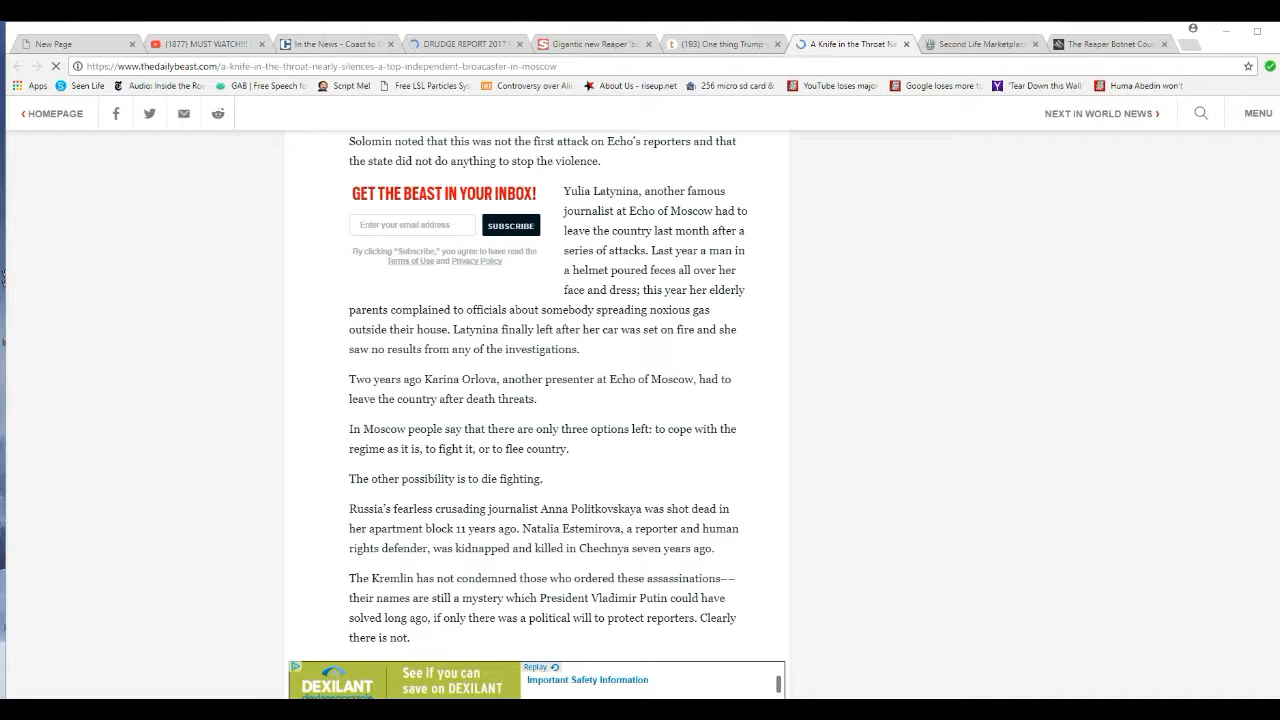 New Page
(1877) MUST WATCH!!!
In the News - Coast to C
DRUDGE REPORT 2017
Gigantic new Reaper 'b
(193) One thing Trump
A Knife in the Throat Ne
Second Life Marketplace
The Reaper Botnet Cou
https://www.thedailybeast.com/a-knife-in-the-throat-nearly-silences-a-top-independent-broacaster-in-moscow
Apps
Seen Life
Audio: Inside the Ro
GAB | Free Speech fo
Script Me!
Free LSL Particles Sys
Controversy over Ali
About Us - riseup.net
256 micro sd card &
YouTube loses major
Google loses more t
'Tear Down this Wall'
Huma Abedin won't
HOMEPAGE
NEXT IN WORLD NEWS
MENU
Solomin noted that this was not the first attack on Echo's reporters and that
the state did not do anything to stop the violence.
GET THE BEAST IN YOUR INBOX!
Enter your email address
SUBSCRIBE
By clicking "Subscribe," you agree to have read the
Terms of Use and Privacy Policy
Yulia Latynina, another famous
journalist at Echo of Moscow had to
leave the country last month after a
series of attacks. Last year a man in
a helmet poured feces all over her
face and dress; this year her elderly
parents complained to officials about somebody spreading noxious gas
outside their house. Latynina finally left after her car was set on fire and she
saw no results from any of the investigations.
Two years ago Karina Orlova, another presenter at Echo of Moscow, had to
leave the country after death threats.
In Moscow people say that there are only three options left: to cope with the
regime as it is, to fight it, or to flee country.
The other possibility is to die fighting.
Russia's fearless crusading journalist Anna Politkovskaya was shot dead in
her apartment block 11 years ago. Natalia Estemirova, a reporter and human
rights defender, was kidnapped and killed in Chechnya seven years ago.
The Kremlin has not condemned those who ordered these assassinations––
their names are still a mystery which President Vladimir Putin could have
solved long ago, if only there was a political will to protect reporters. Clearly
there is not.
DEXILANT
See if you can
save on DEXILANT
Replay
Important Safety Information